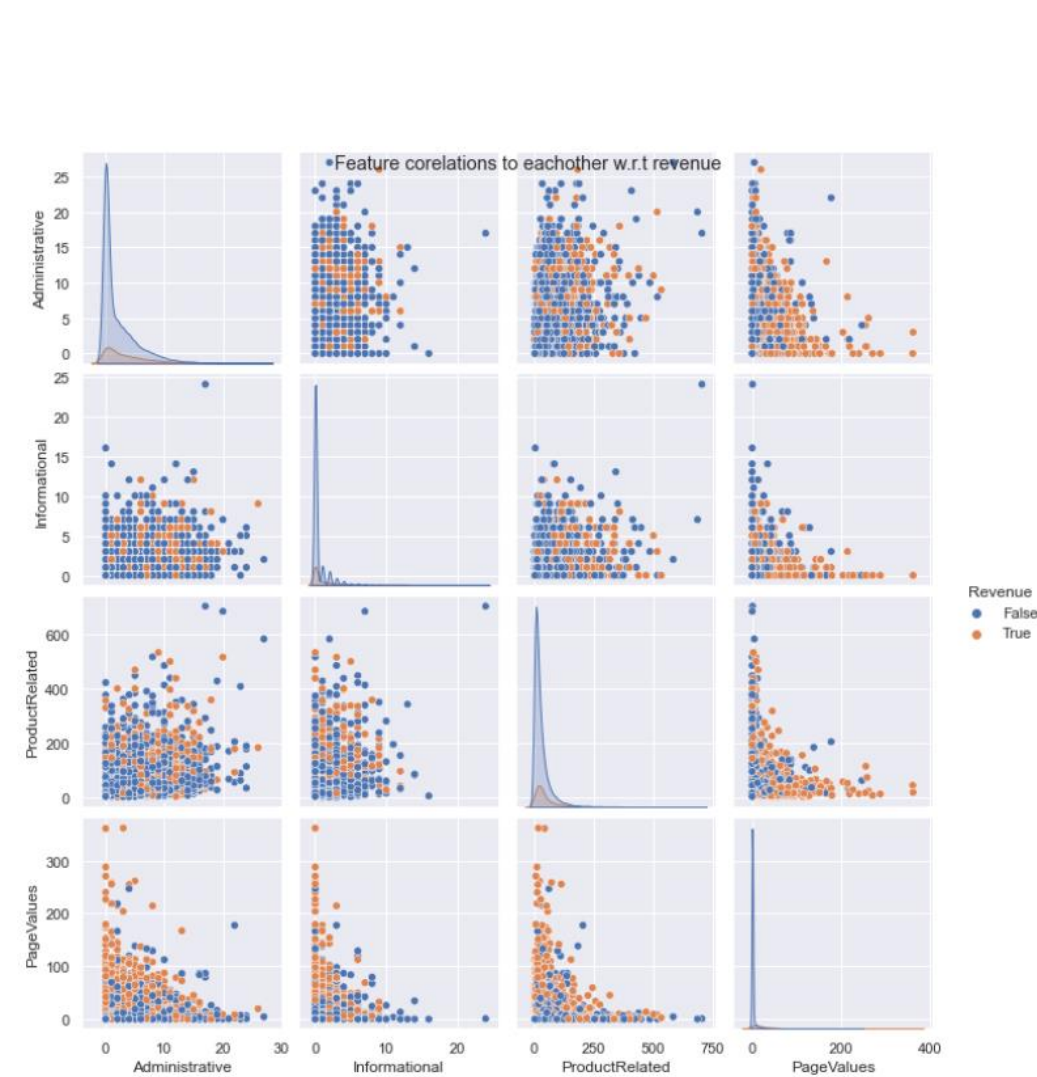 Feature corelations to eachother w.r.t revenue
25
20
15
10
5
0
Administrative
25
20
15
10
5
0
Informational
600
400
200
0
ProductRelated
300
200
100
0
PageValues
Revenue
False
True
0 10 20 30
Administrative
0 10 20
Informational
0 250 500 750
ProductRelated
0 200 400
PageValues